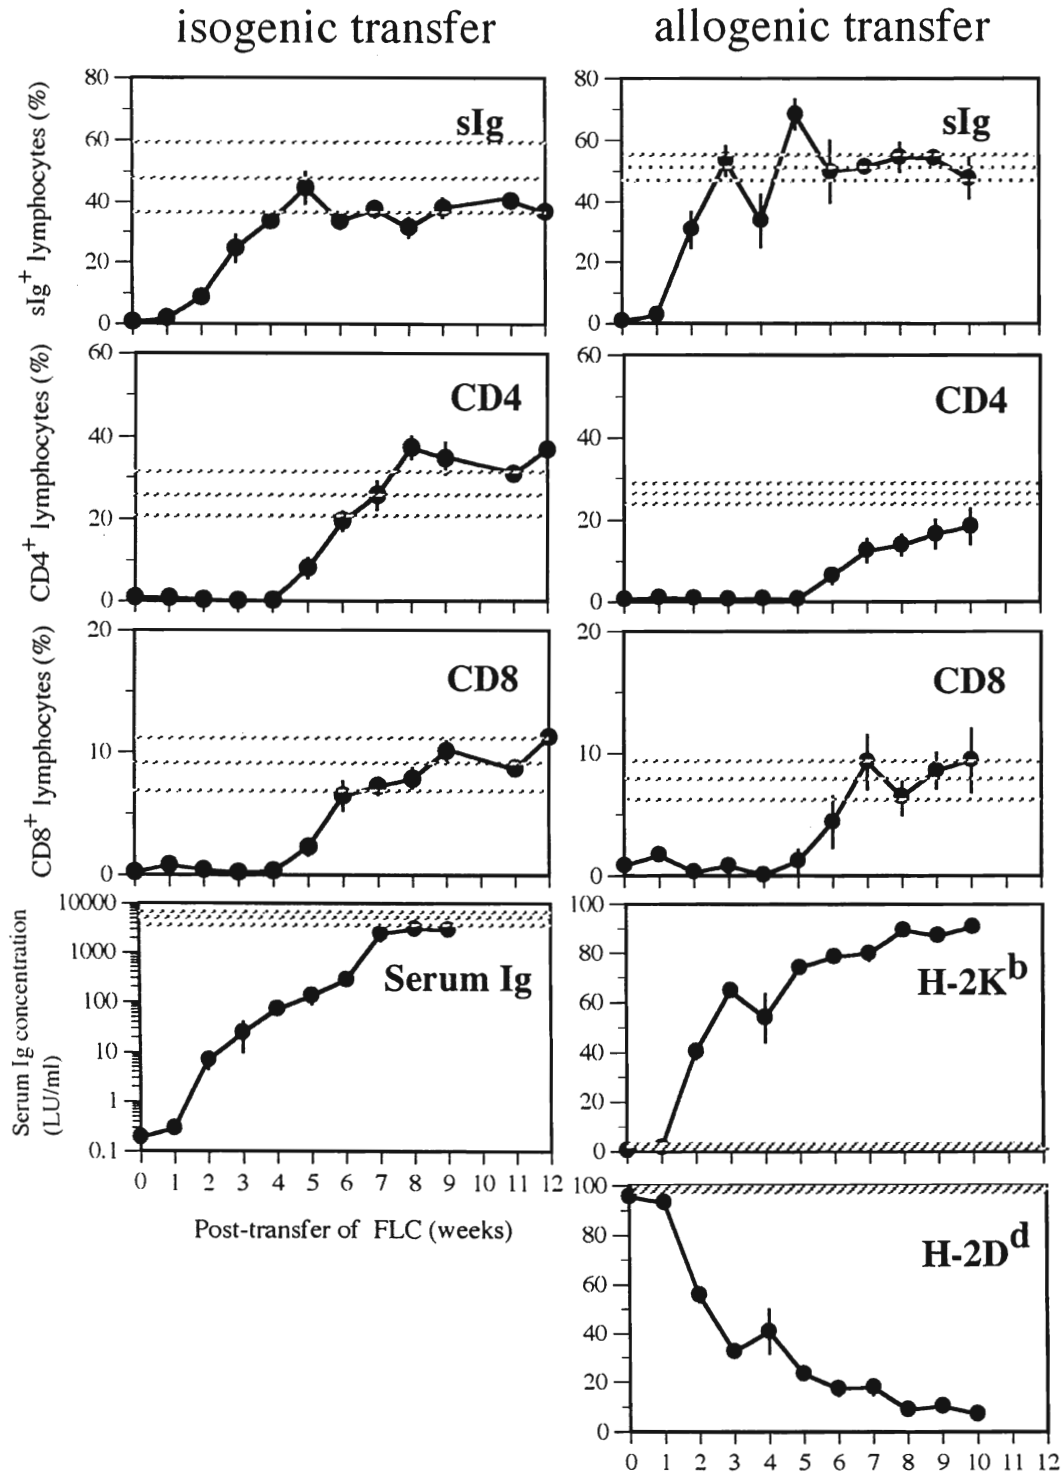 isogenic transfer
allogenic transfer
sIg+ lymphocytes (%)
80
60
40
20
0
sIg
80
60
40
20
0
sIg
CD4+ lymphocytes (%)
60
40
20
0
CD4
60
40
20
0
CD4
CD8+ lymphocytes (%)
20
10
0
CD8
20
10
0
CD8
Serum Ig concentration
(LU/ml)
10000
1000
100
10
1
0.1
Serum Ig
0 1 2 3 4 5 6 7 8 9 10 11 12
Post-transfer of FLC (weeks)
100
80
60
40
20
0
H-2Kb
100
80
60
40
20
0
H-2Dd
0 1 2 3 4 5 6 7 8 9 10 11 12